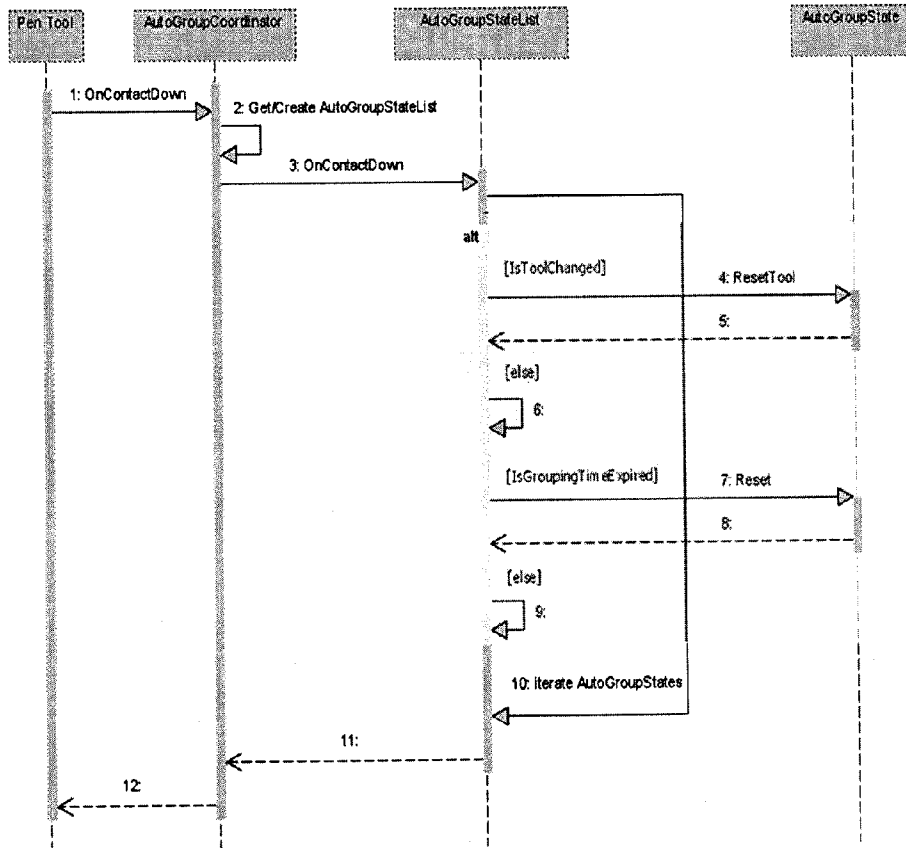 Pen Tool
AutoGroupCoordinator
AutoGroupStateList
AutoGroupState
1: OnContactDown
2: Get/Create AutoGroupStateList
3: OnContactDown
alt
[IsToolChanged]
4: ResetTool
5:
[else]
6:
[IsGroupingTimeExpired]
7: Reset
8:
[else]
9:
10: iterate AutoGroupStates
11:
12: